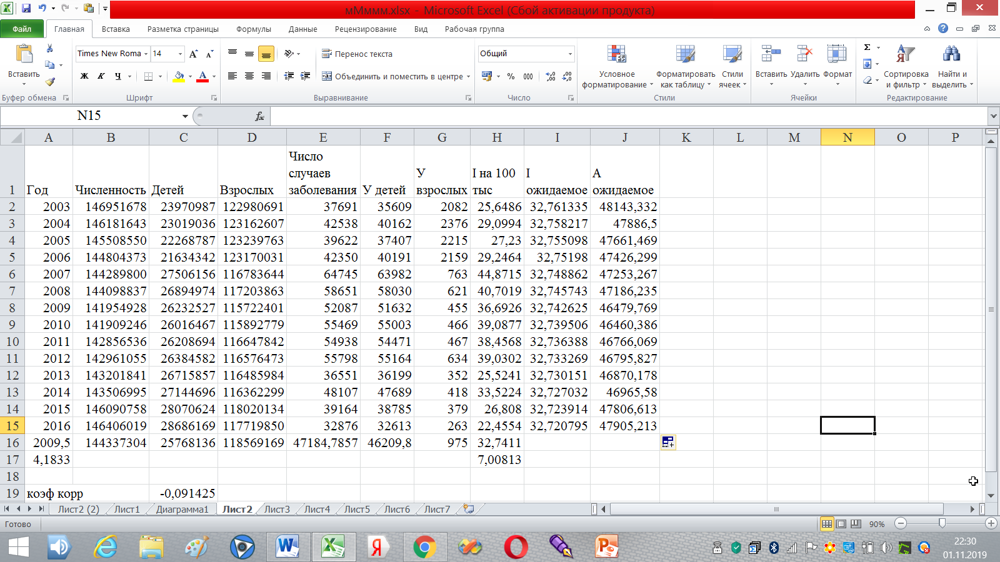 мМммм.xlsx - Microsoft Excel (Сбой активации продукта)
Файл Главная Вставка Разметка страницы Формулы Данные Рецензирование Вид Рабочая группа
Times New Roma 14 Перенос текста Общий
Вставить Ж К Ч Объединить и поместить в центре % 000 Условное форматирование Форматировать как таблицу Стили ячеек Вставить Удалить Формат Сортировка и фильтр Найти и выделить
Буфер обмена Шрифт Выравнивание Число Стили Ячейки Редактирование
N15 fx
A B C D E F G H I J K L M N O P
1 Год Численность Детей Взрослых Число случаев заболевания У детей У взрослых I на 100 тыс I ожидаемое A ожидаемое
2 2003 146951678 23970987 122980691 37691 35609 2082 25,6486 32,761335 48143,332
3 2004 146181643 23019036 123162607 42538 40162 2376 29,0994 32,758217 47886,5
4 2005 145508550 22268787 123239763 39622 37407 2215 27,23 32,755098 47661,469
5 2006 144804373 21634342 123170031 42350 40191 2159 29,2464 32,75198 47426,299
6 2007 144289800 27506156 116783644 64745 63982 763 44,8715 32,748862 47253,267
7 2008 144098837 26894974 117203863 58651 58030 621 40,7019 32,745743 47186,235
8 2009 141954928 26232527 115722401 52087 51632 455 36,6926 32,742625 46479,769
9 2010 141909246 26016467 115892779 55469 55003 466 39,0877 32,739506 46460,386
10 2011 142856536 26208694 116647842 54938 54471 467 38,4568 32,736388 46766,069
11 2012 142961055 26384582 116576473 55798 55164 634 39,0302 32,733269 46795,827
12 2013 143201841 26715857 116485984 36551 36199 352 25,5241 32,730151 46870,178
13 2014 143506995 27144696 116362299 48107 47689 418 33,5224 32,727032 46965,58
14 2015 146090758 28070624 118020134 39164 38785 379 26,808 32,723914 47806,613
15 2016 146406019 28686169 117719850 32876 32613 263 22,4554 32,720795 47905,213
16 2009,5 144337304 25768136 118569169 47184,7857 46209,8 975 32,7411
17 4,1833 7,00813
18
19 коэф корр -0,091425
Лист2 (2) Лист1 Диаграмма1 Лист2 Лист3 Лист4 Лист5 Лист6 Лист7
Готово 90%
22:30
01.11.2019